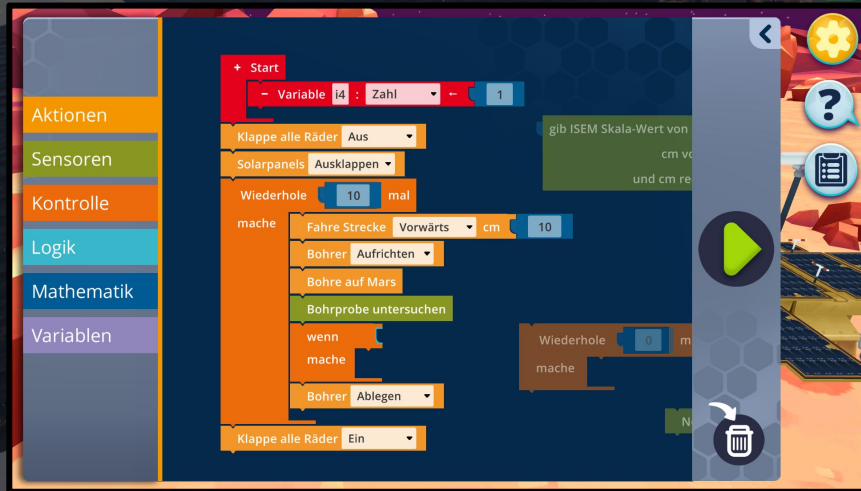 Aktionen
Sensoren
Kontrolle
Logik
Mathematik
Variablen
+ Start
− Variable i4 : Zahl ← 1
Klappe alle Räder Aus
Solarpanels Ausklappen
Wiederhole 10 mal
mache
Fahre Strecke Vorwärts cm 10
Bohrer Aufrichten
Bohre auf Mars
Bohrprobe untersuchen
wenn
mache
Bohrer Ablegen
Klappe alle Räder Ein
gib ISEM Skala-Wert von
cm vo
und cm re
Wiederhole 0 m
mache
?